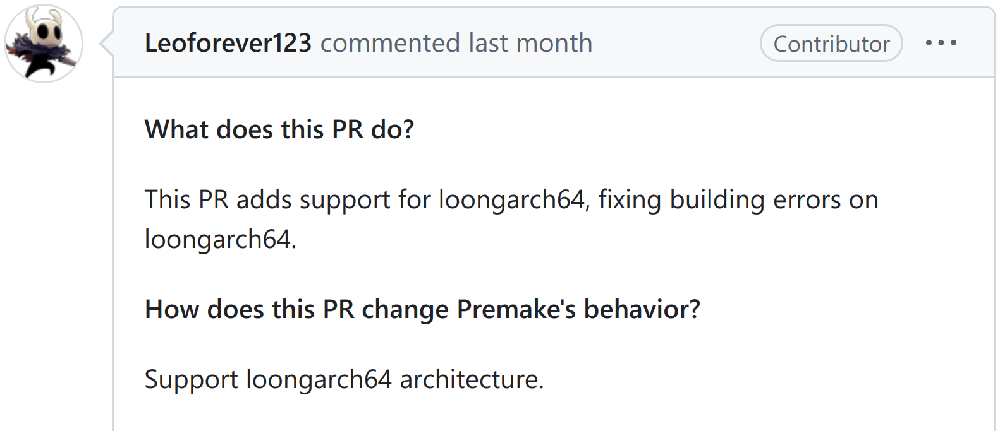 Leoforever123 commented last month Contributor
What does this PR do?
This PR adds support for loongarch64, fixing building errors on
loongarch64.
How does this PR change Premake's behavior?
Support loongarch64 architecture.